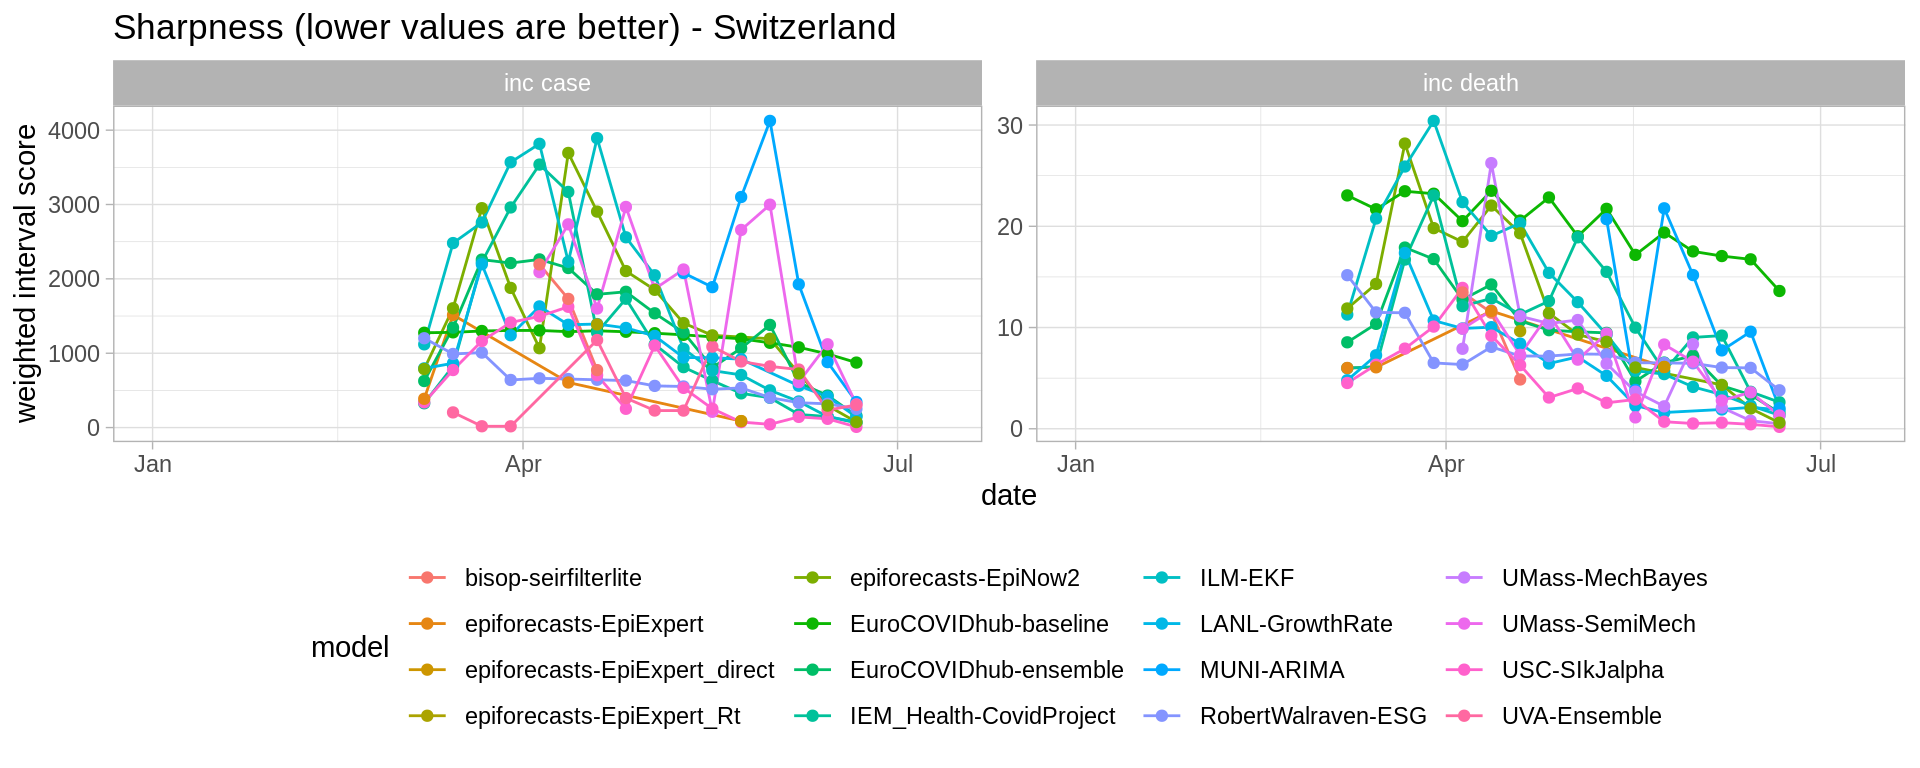 Sharpness (lower values are better) - Switzerland
inc case
inc death
weighted interval score
4000
3000
2000
1000
0
30
20
10
0
Jan
Apr
Jul
Jan
Apr
Jul
date
model
bisop-seirfilterlite
epiforecasts-EpiExpert
epiforecasts-EpiExpert_direct
epiforecasts-EpiExpert_Rt
epiforecasts-EpiNow2
EuroCOVIDhub-baseline
EuroCOVIDhub-ensemble
IEM_Health-CovidProject
ILM-EKF
LANL-GrowthRate
MUNI-ARIMA
RobertWalraven-ESG
UMass-MechBayes
UMass-SemiMech
USC-SIkJalpha
UVA-Ensemble